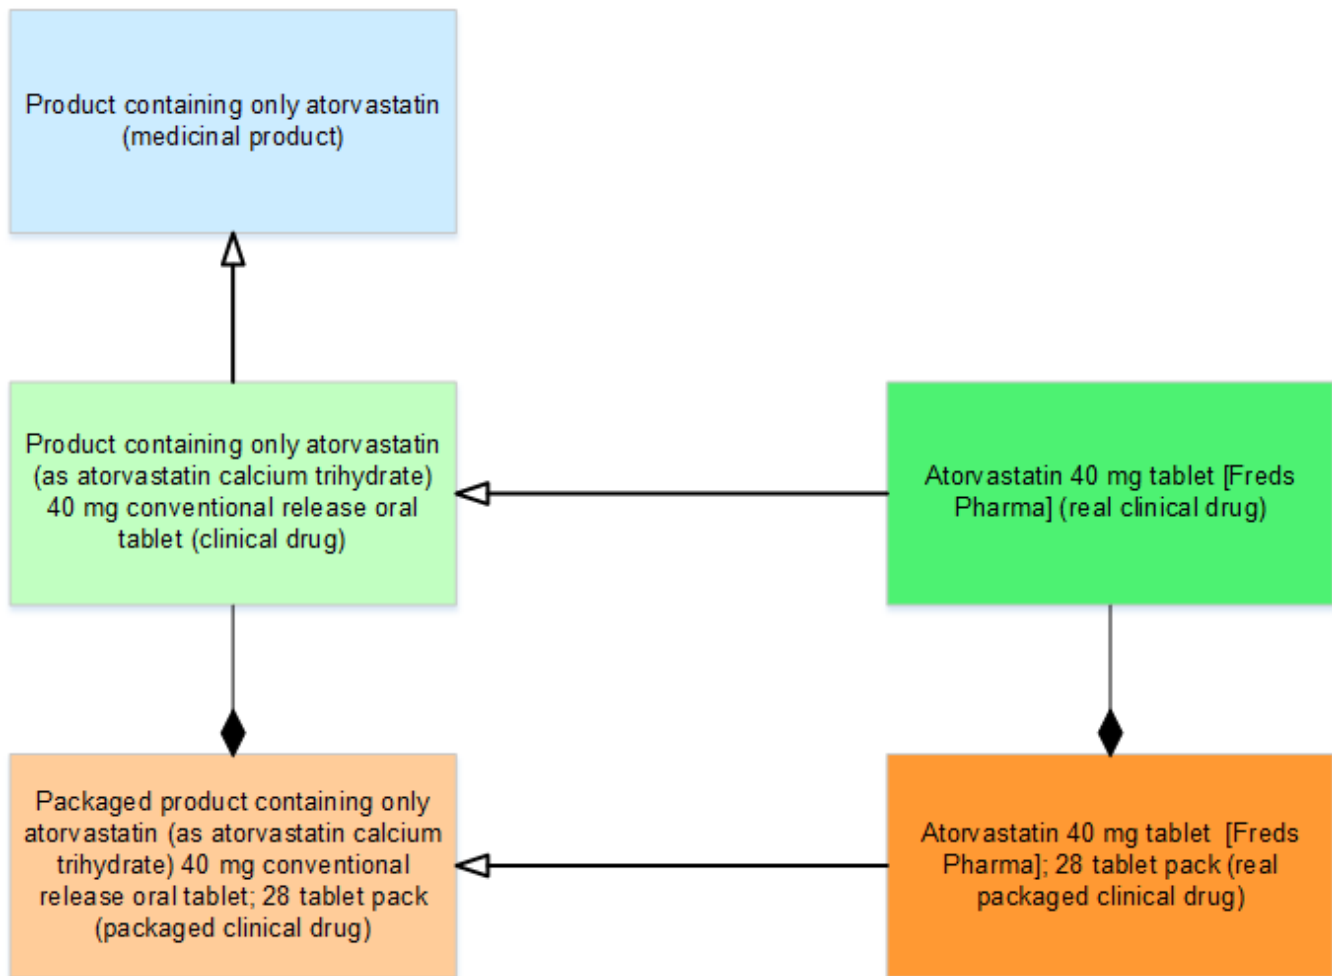 Product containing only atorvastatin
(medicinal product)
Product containing only atorvastatin
(as atorvastatin calcium trihydrate)
40 mg conventional release oral
tablet (clinical drug)
Atorvastatin 40 mg tablet [Freds
Pharma] (real clinical drug)
Packaged product containing only
atorvastatin (as atorvastatin calcium
trihydrate) 40 mg conventional
release oral tablet; 28 tablet pack
(packaged clinical drug)
Atorvastatin 40 mg tablet [Freds
Pharma]; 28 tablet pack (real
packaged clinical drug)